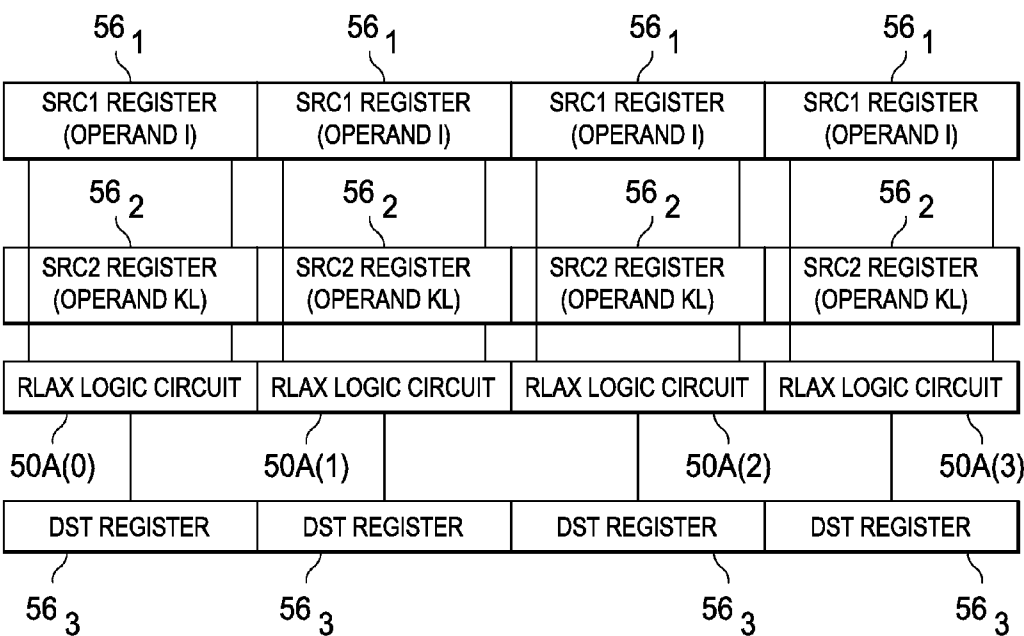 56 1 56 1 56 1 56 1
SRC1 REGISTER SRC1 REGISTER SRC1 REGISTER SRC1 REGISTER
(OPERAND I) (OPERAND I) (OPERAND I) (OPERAND I)
56 2 56 2 56 2 56 2
SRC2 REGISTER SRC2 REGISTER SRC2 REGISTER SRC2 REGISTER
(OPERAND KL) (OPERAND KL) (OPERAND KL) (OPERAND KL)
RLAX LOGIC CIRCUIT RLAX LOGIC CIRCUIT RLAX LOGIC CIRCUIT RLAX LOGIC CIRCUIT
50A(0) 50A(1) 50A(2) 50A(3)
DST REGISTER DST REGISTER DST REGISTER DST REGISTER
56 3 56 3 56 3 56 3